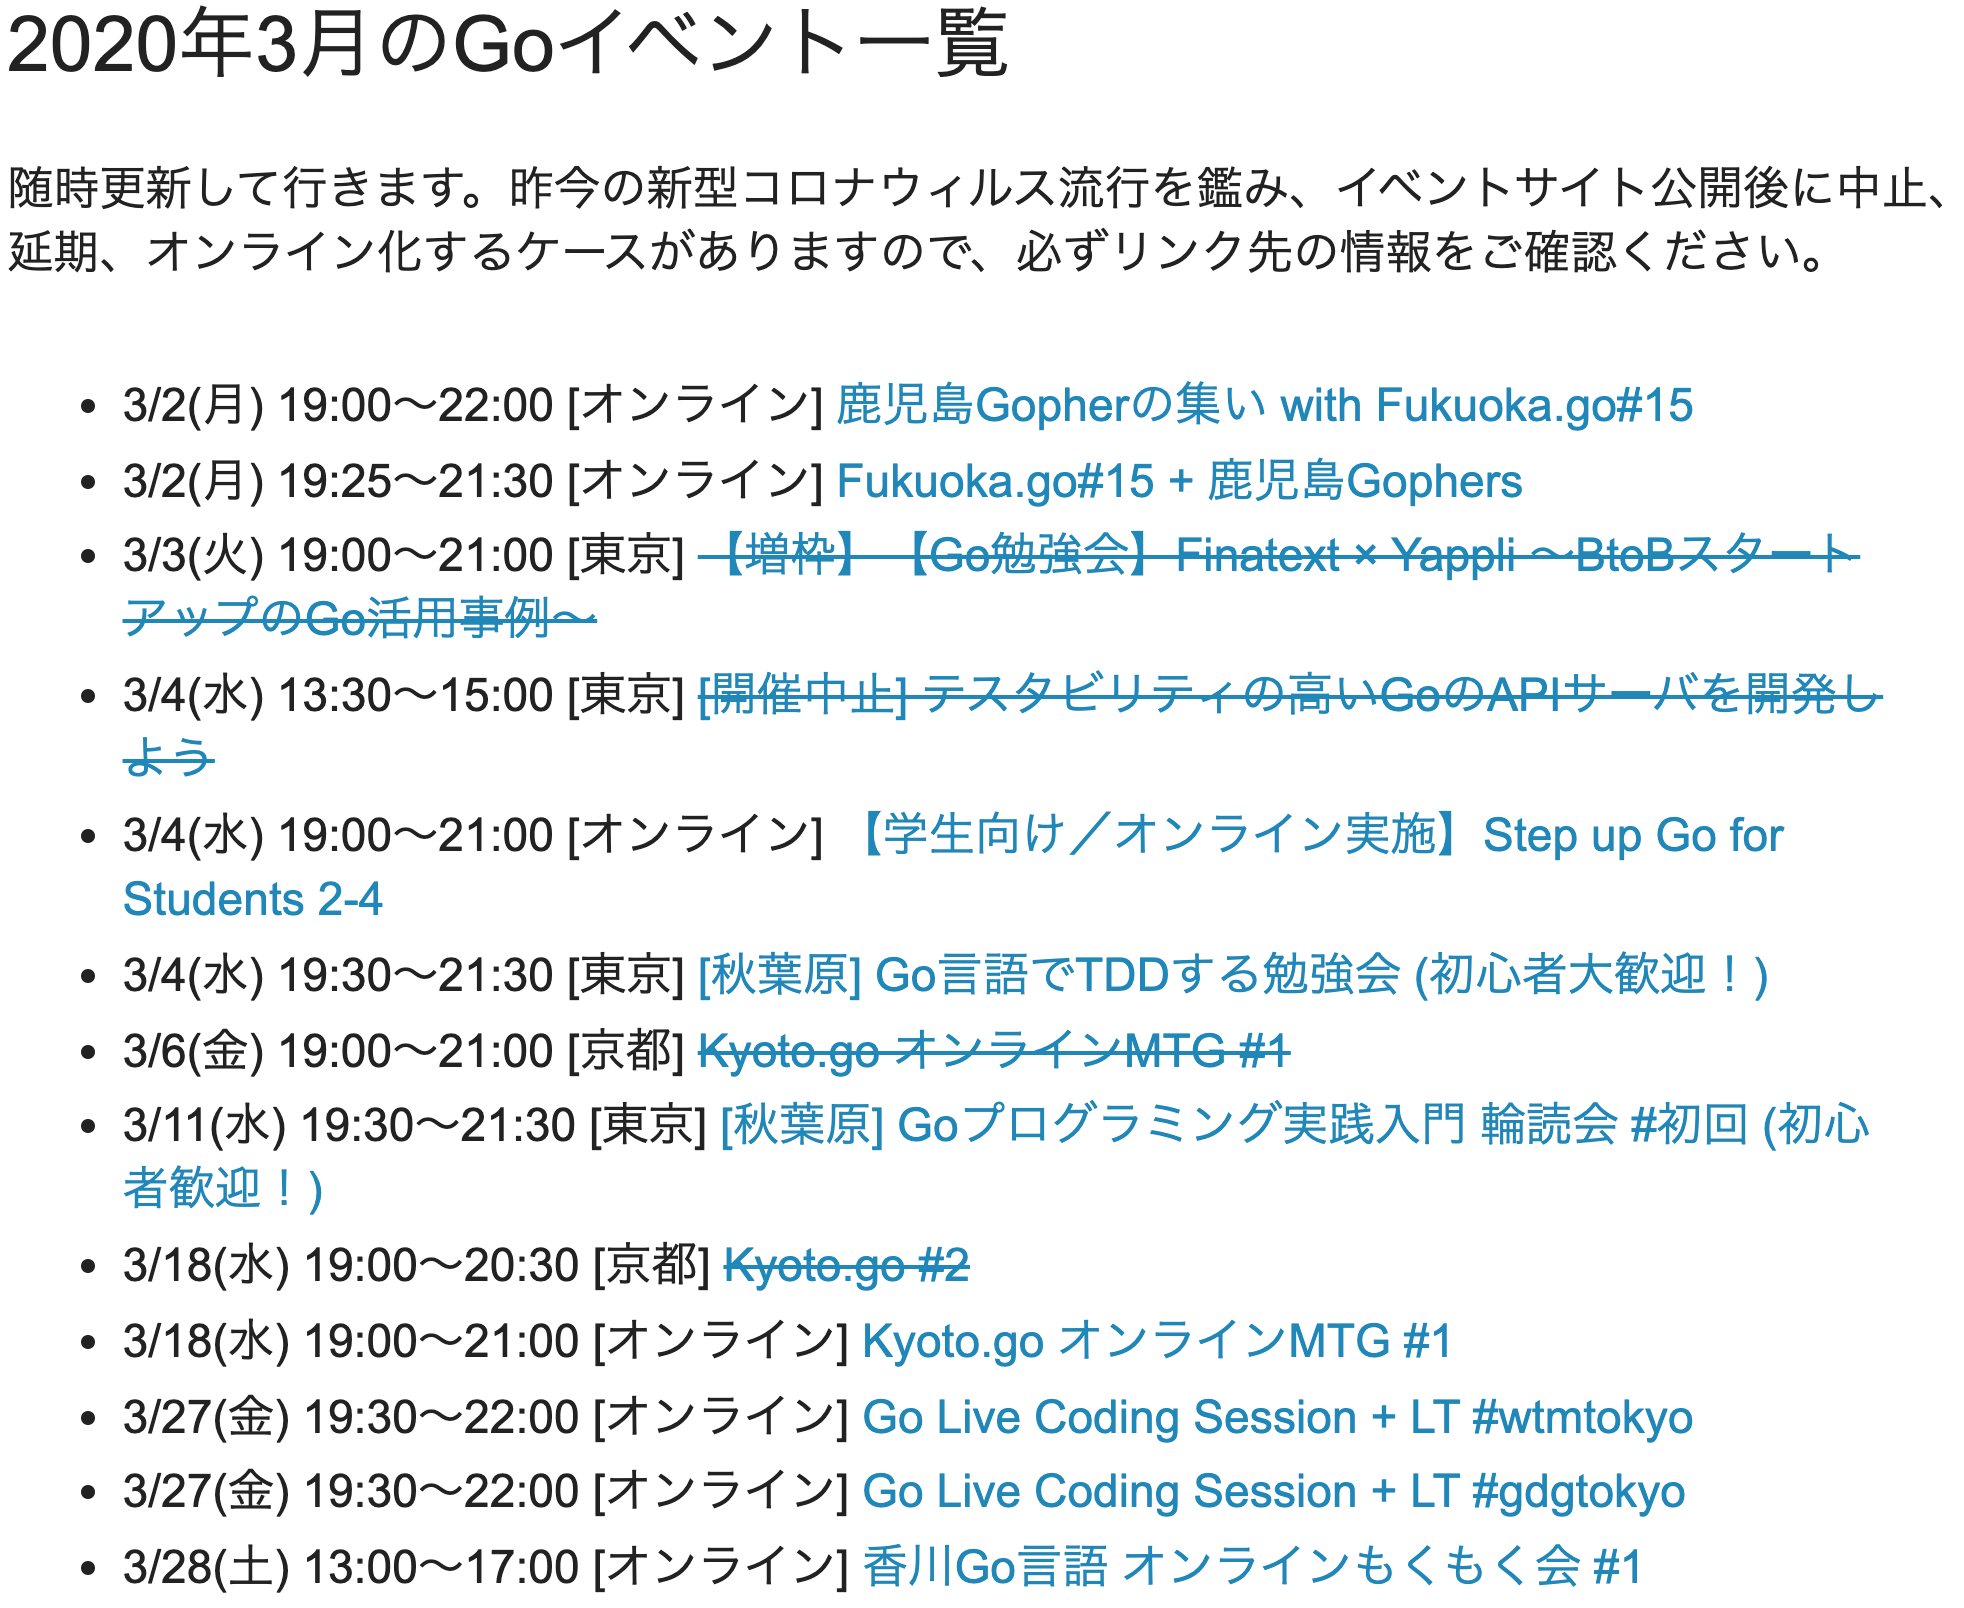 2020年3月のGoイベント一覧
随時更新して行きます。昨今の新型コロナウィルス流行を鑑み、イベントサイト公開後に中止、
延期、オンライン化するケースがありますので、必ずリンク先の情報をご確認ください。
• 3/2(月) 19:00〜22:00 [オンライン] 鹿児島Gopherの集い with Fukuoka.go#15
• 3/2(月) 19:25〜21:30 [オンライン] Fukuoka.go#15 + 鹿児島Gophers
• 3/3(火) 19:00〜21:00 [東京] 【増枠】【Go勉強会】Finatext × Yappli 〜BtoBスタート
アップのGo活用事例〜
• 3/4(水) 13:30〜15:00 [東京] [開催中止] テスタビリティの高いGoのAPIサーバを開発し
よう
• 3/4(水) 19:00〜21:00 [オンライン] 【学生向け／オンライン実施】Step up Go for
Students 2-4
• 3/4(水) 19:30〜21:30 [東京] [秋葉原] Go言語でTDDする勉強会 (初心者大歓迎！)
• 3/6(金) 19:00〜21:00 [京都] Kyoto.go オンラインMTG #1
• 3/11(水) 19:30〜21:30 [東京] [秋葉原] Goプログラミング実践入門 輪読会 #初回 (初心
者歓迎！)
• 3/18(水) 19:00〜20:30 [京都] Kyoto.go #2
• 3/18(水) 19:00〜21:00 [オンライン] Kyoto.go オンラインMTG #1
• 3/27(金) 19:30〜22:00 [オンライン] Go Live Coding Session + LT #wtmtokyo
• 3/27(金) 19:30〜22:00 [オンライン] Go Live Coding Session + LT #gdgtokyo
• 3/28(土) 13:00〜17:00 [オンライン] 香川Go言語 オンラインもくもく会 #1